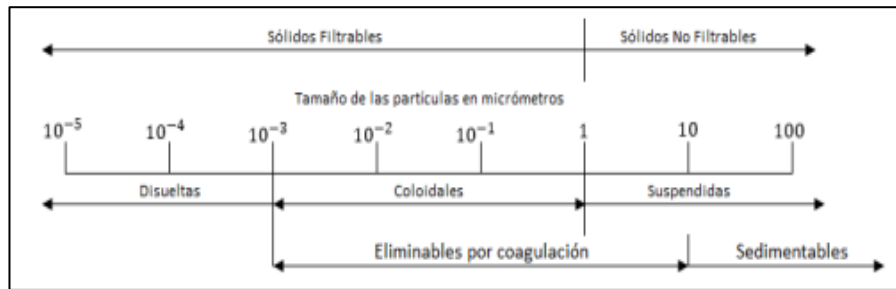 Sólidos Filtrables Sólidos No Filtrables
Tamaño de las partículas en micrómetros
10⁻⁵ 10⁻⁴ 10⁻³ 10⁻² 10⁻¹ 1 10 100
Disueltas Coloidales Suspendidas
Eliminables por coagulación Sedimentables